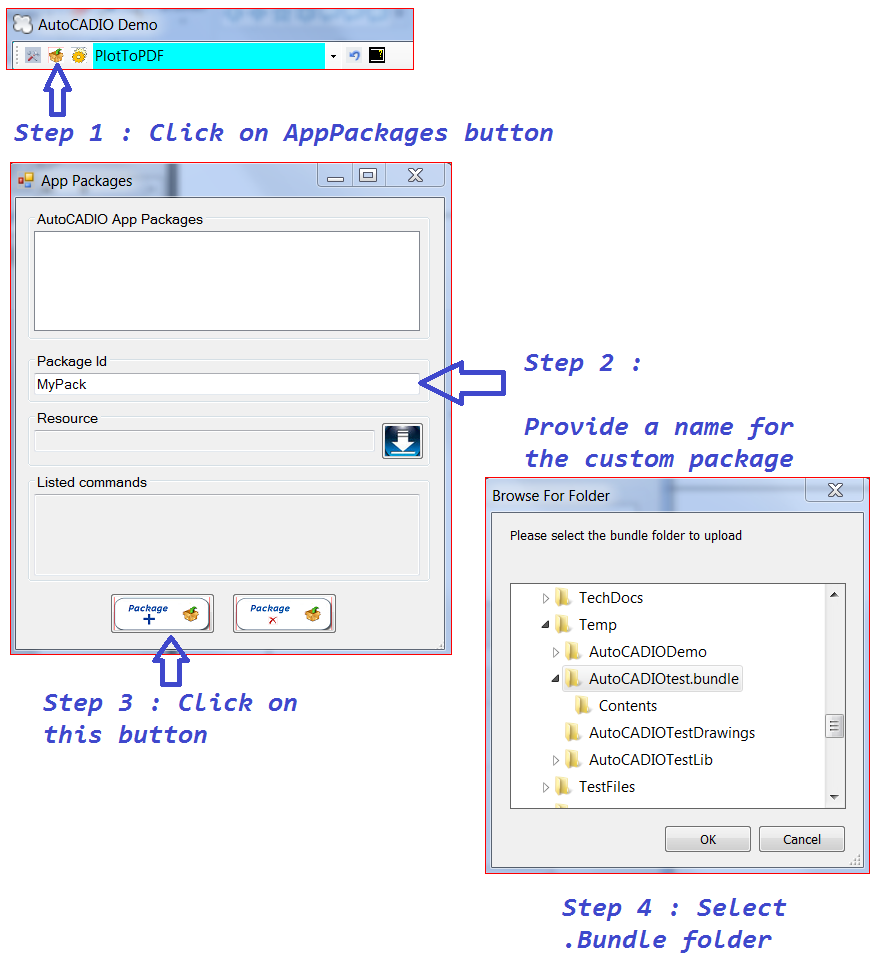 AutoCADIO Demo
PlotToPDF
Step 1 : Click on AppPackages button
App Packages
AutoCADIO App Packages
Package Id
MyPack
Resource
Listed commands
Package
Package
Step 3 : Click on
this button
Step 2 :
Provide a name for
the custom package
Browse For Folder
Please select the bundle folder to upload
TechDocs
Temp
AutoCADIODemo
AutoCADIOtest.bundle
Contents
AutoCADIOTestDrawings
AutoCADIOTestLib
TestFiles
OK Cancel
Step 4 : Select
.Bundle folder